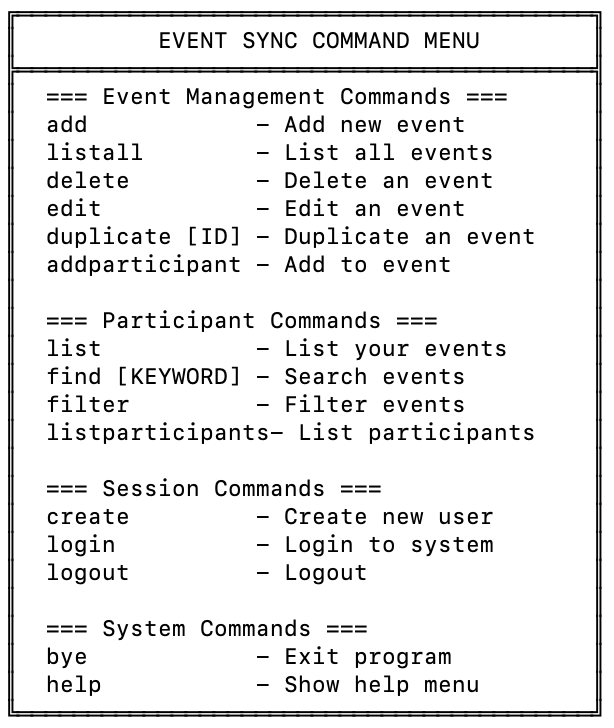 EVENT SYNC COMMAND MENU
=== Event Management Commands ===
add             – Add new event
listall         – List all events
delete          – Delete an event
edit            – Edit an event
duplicate [ID]  – Duplicate an event
addparticipant  – Add to event
=== Participant Commands ===
list            – List your events
find [KEYWORD]  – Search events
filter          – Filter events
listparticipants– List participants
=== Session Commands ===
create          – Create new user
login           – Login to system
logout          – Logout
=== System Commands ===
bye             – Exit program
help            – Show help menu